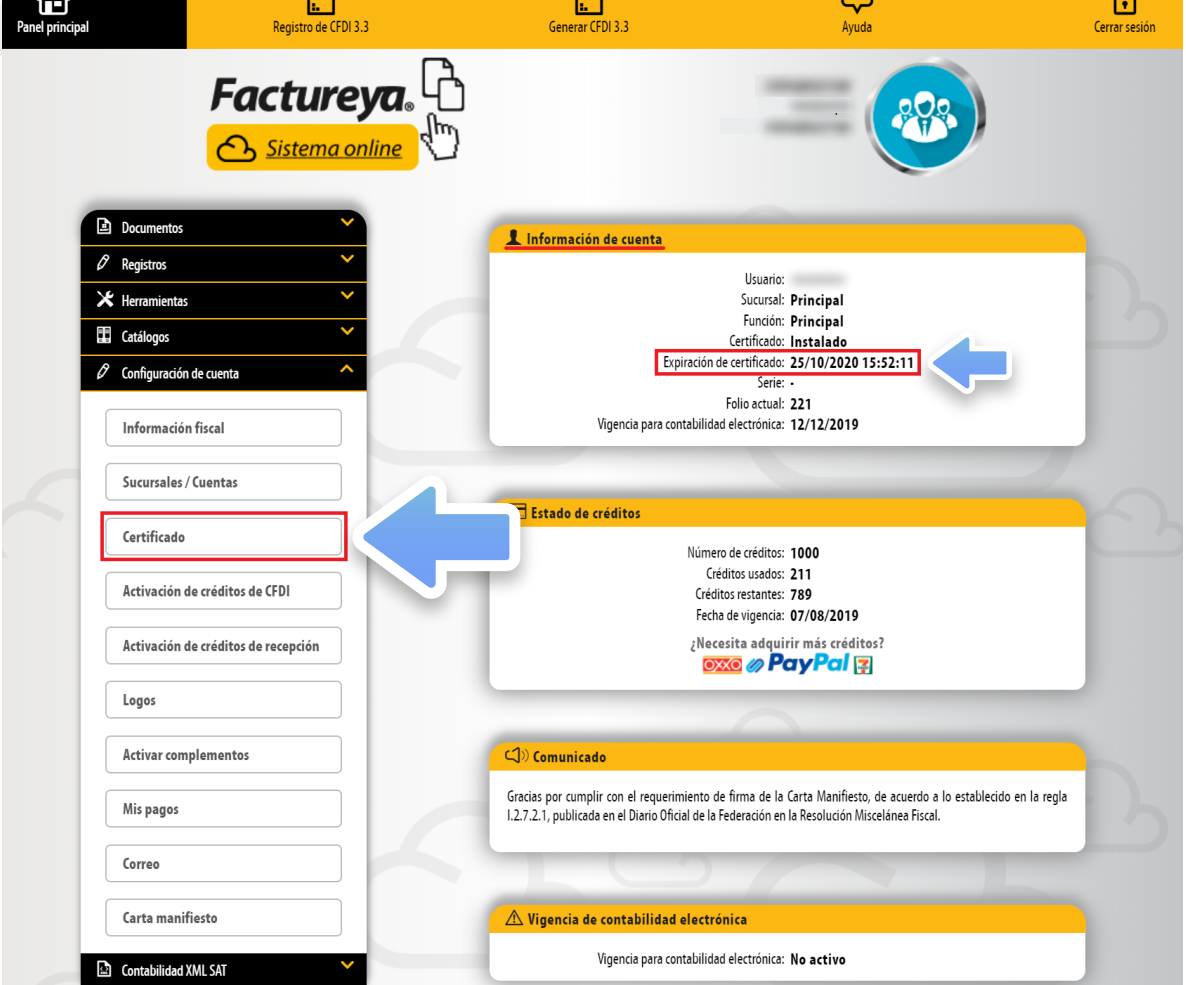 Panel principal
Registro de CFDI 3.3
Generar CFDI 3.3
Ayuda
Cerrar sesión
Factureya®
Sistema online
Documentos
Registros
Herramientas
Catálogos
Configuración de cuenta
Información fiscal
Sucursales / Cuentas
Certificado
Activación de créditos de CFDI
Activación de créditos de recepción
Logos
Activar complementos
Mis pagos
Correo
Carta manifiesto
Contabilidad XML SAT
Información de cuenta
Usuario:
Sucursal: Principal
Función: Principal
Certificado: Instalado
Expiración de certificado: 25/10/2020 15:52:11
Serie: -
Folio actual: 221
Vigencia para contabilidad electrónica: 12/12/2019
Estado de créditos
Número de créditos: 1000
Créditos usados: 211
Créditos restantes: 789
Fecha de vigencia: 07/08/2019
¿Necesita adquirir más créditos?
OXXO PayPal 7
Comunicado
Gracias por cumplir con el requerimiento de firma de la Carta Manifiesto, de acuerdo a lo establecido en la regla
I.2.7.2.1, publicada en el Diario Oficial de la Federación en la Resolución Miscelánea Fiscal.
Vigencia de contabilidad electrónica
Vigencia para contabilidad electrónica: No activo